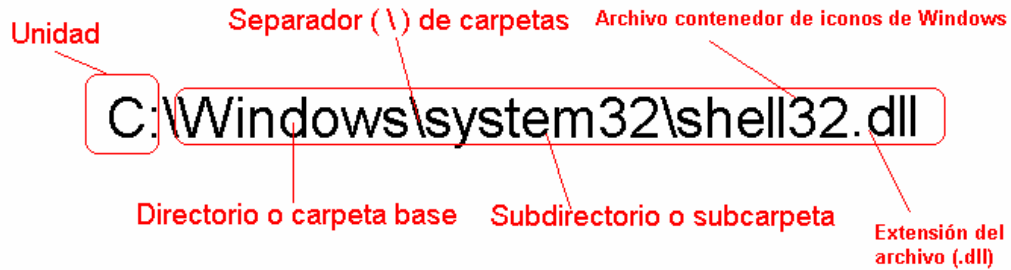 Unidad
Separador ( \ ) de carpetas
Archivo contenedor de iconos de Windows
C:\Windows\system32\shell32.dll
Directorio o carpeta base
Subdirectorio o subcarpeta
Extensión del
archivo (.dll)